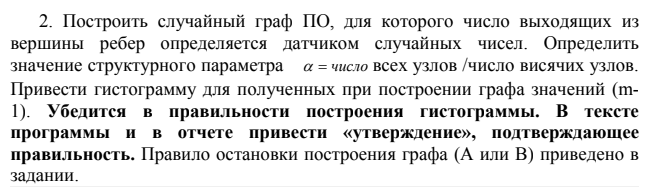 2. Построить случайный граф ПО, для которого число выходящих из
вершины ребер определяется датчиком случайных чисел. Определить
значение структурного параметра α = число всех узлов /число висячих узлов.
Привести гистограмму для полученных при построении графа значений (m-
1). Убедится в правильности построения гистограммы. В тексте
программы и в отчете привести «утверждение», подтверждающее
правильность. Правило остановки построения графа (А или В) приведено в
задании.